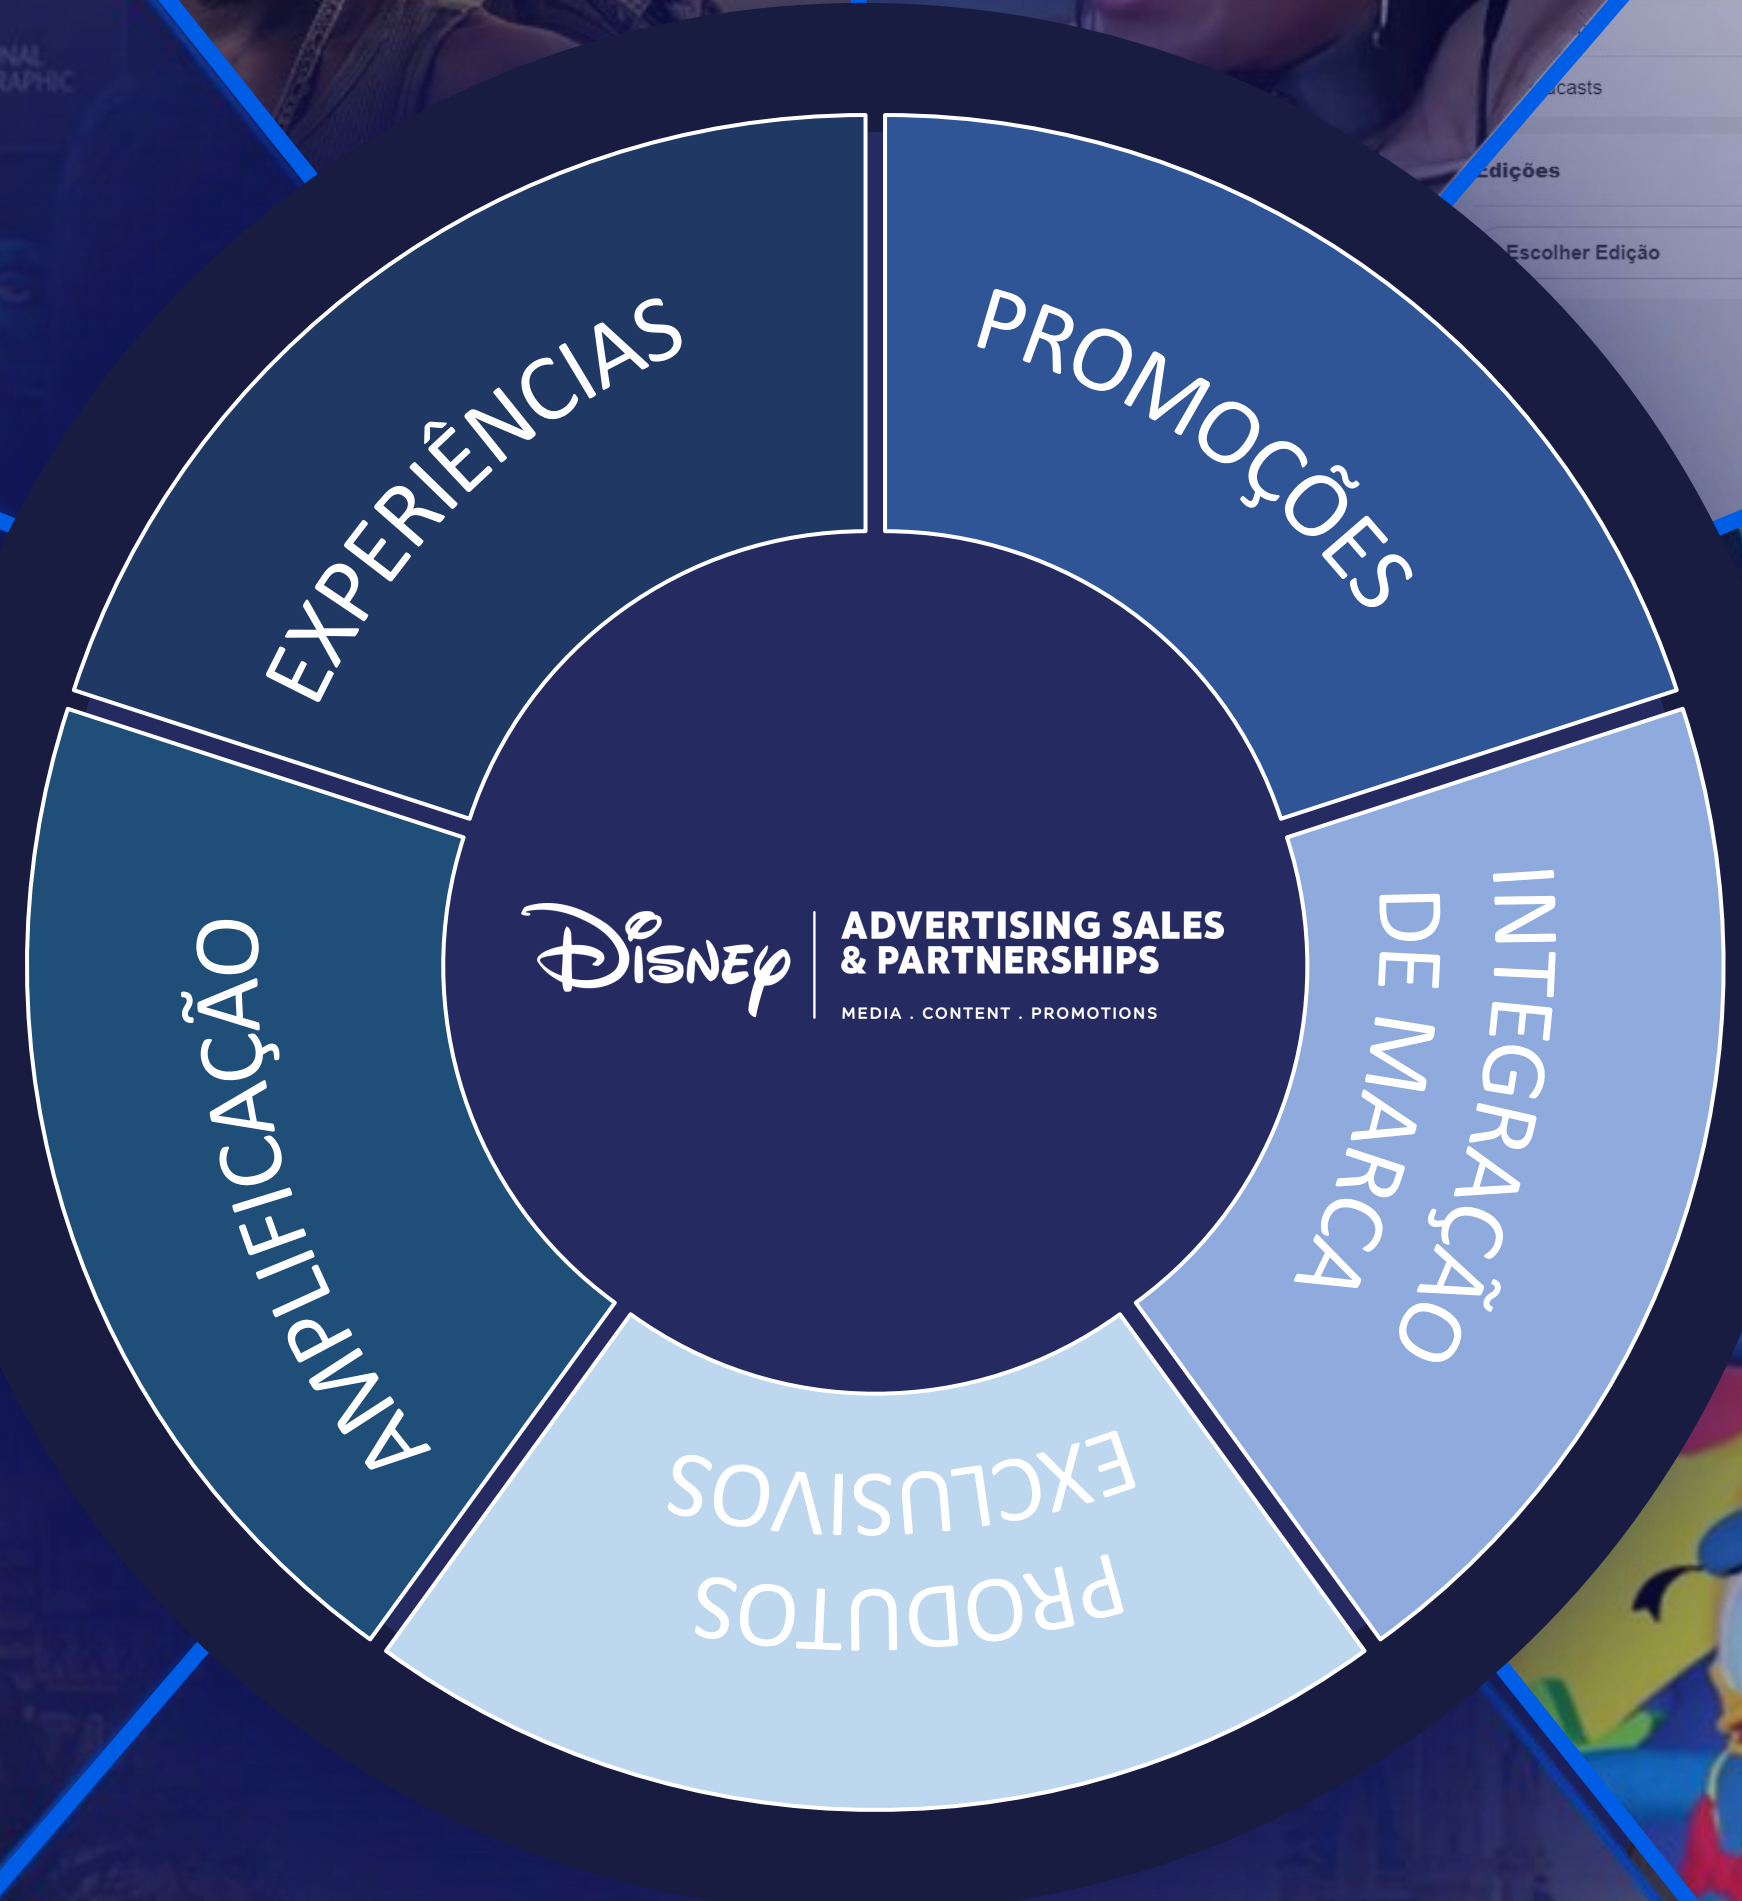 EXPERIÊNCIAS
PROMOÇÕES
INTEGRAÇÃO
DE MARCA
PRODUTOS
EXCLUSIVOS
AMPLIFICAÇÃO
DISNEY
ADVERTISING SALES
& PARTNERSHIPS
MEDIA . CONTENT . PROMOTIONS
Edições
Escolher Edição